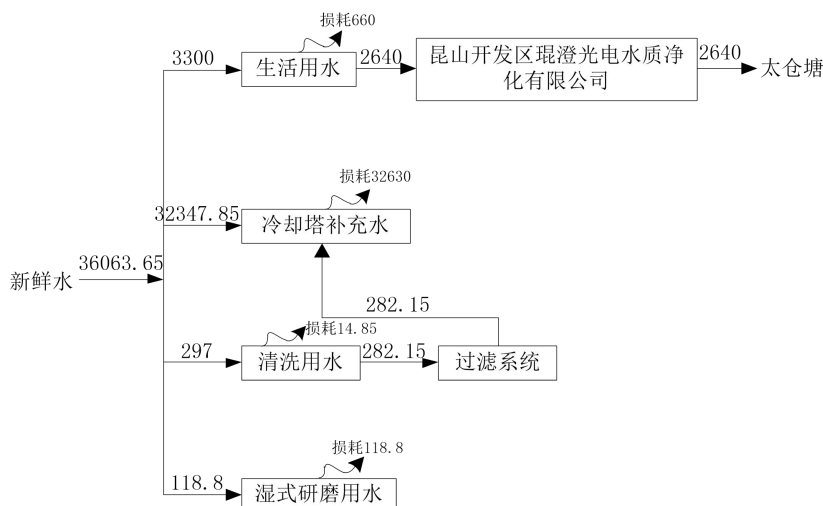 损耗660
3300
生活用水
2640
昆山开发区琨澄光电水质净
化有限公司
2640
太仓塘
损耗32630
32347.85
冷却塔补充水
新鲜水
36063.65
282.15
损耗14.85
297
清洗用水
282.15
过滤系统
损耗118.8
118.8
湿式研磨用水